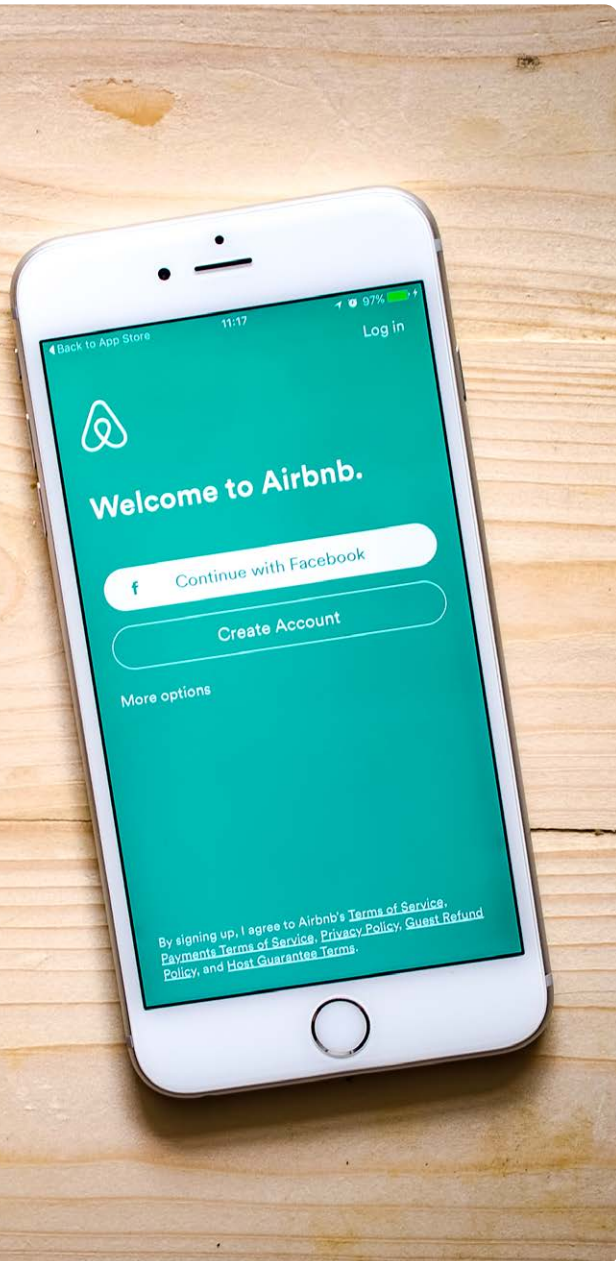 Back to App Store
11:17
97%
Log in
Welcome to Airbnb.
f Continue with Facebook
Create Account
More options
By signing up, I agree to Airbnb's Terms of Service,
Payments Terms of Service, Privacy Policy, Guest Refund
Policy, and Host Guarantee Terms.